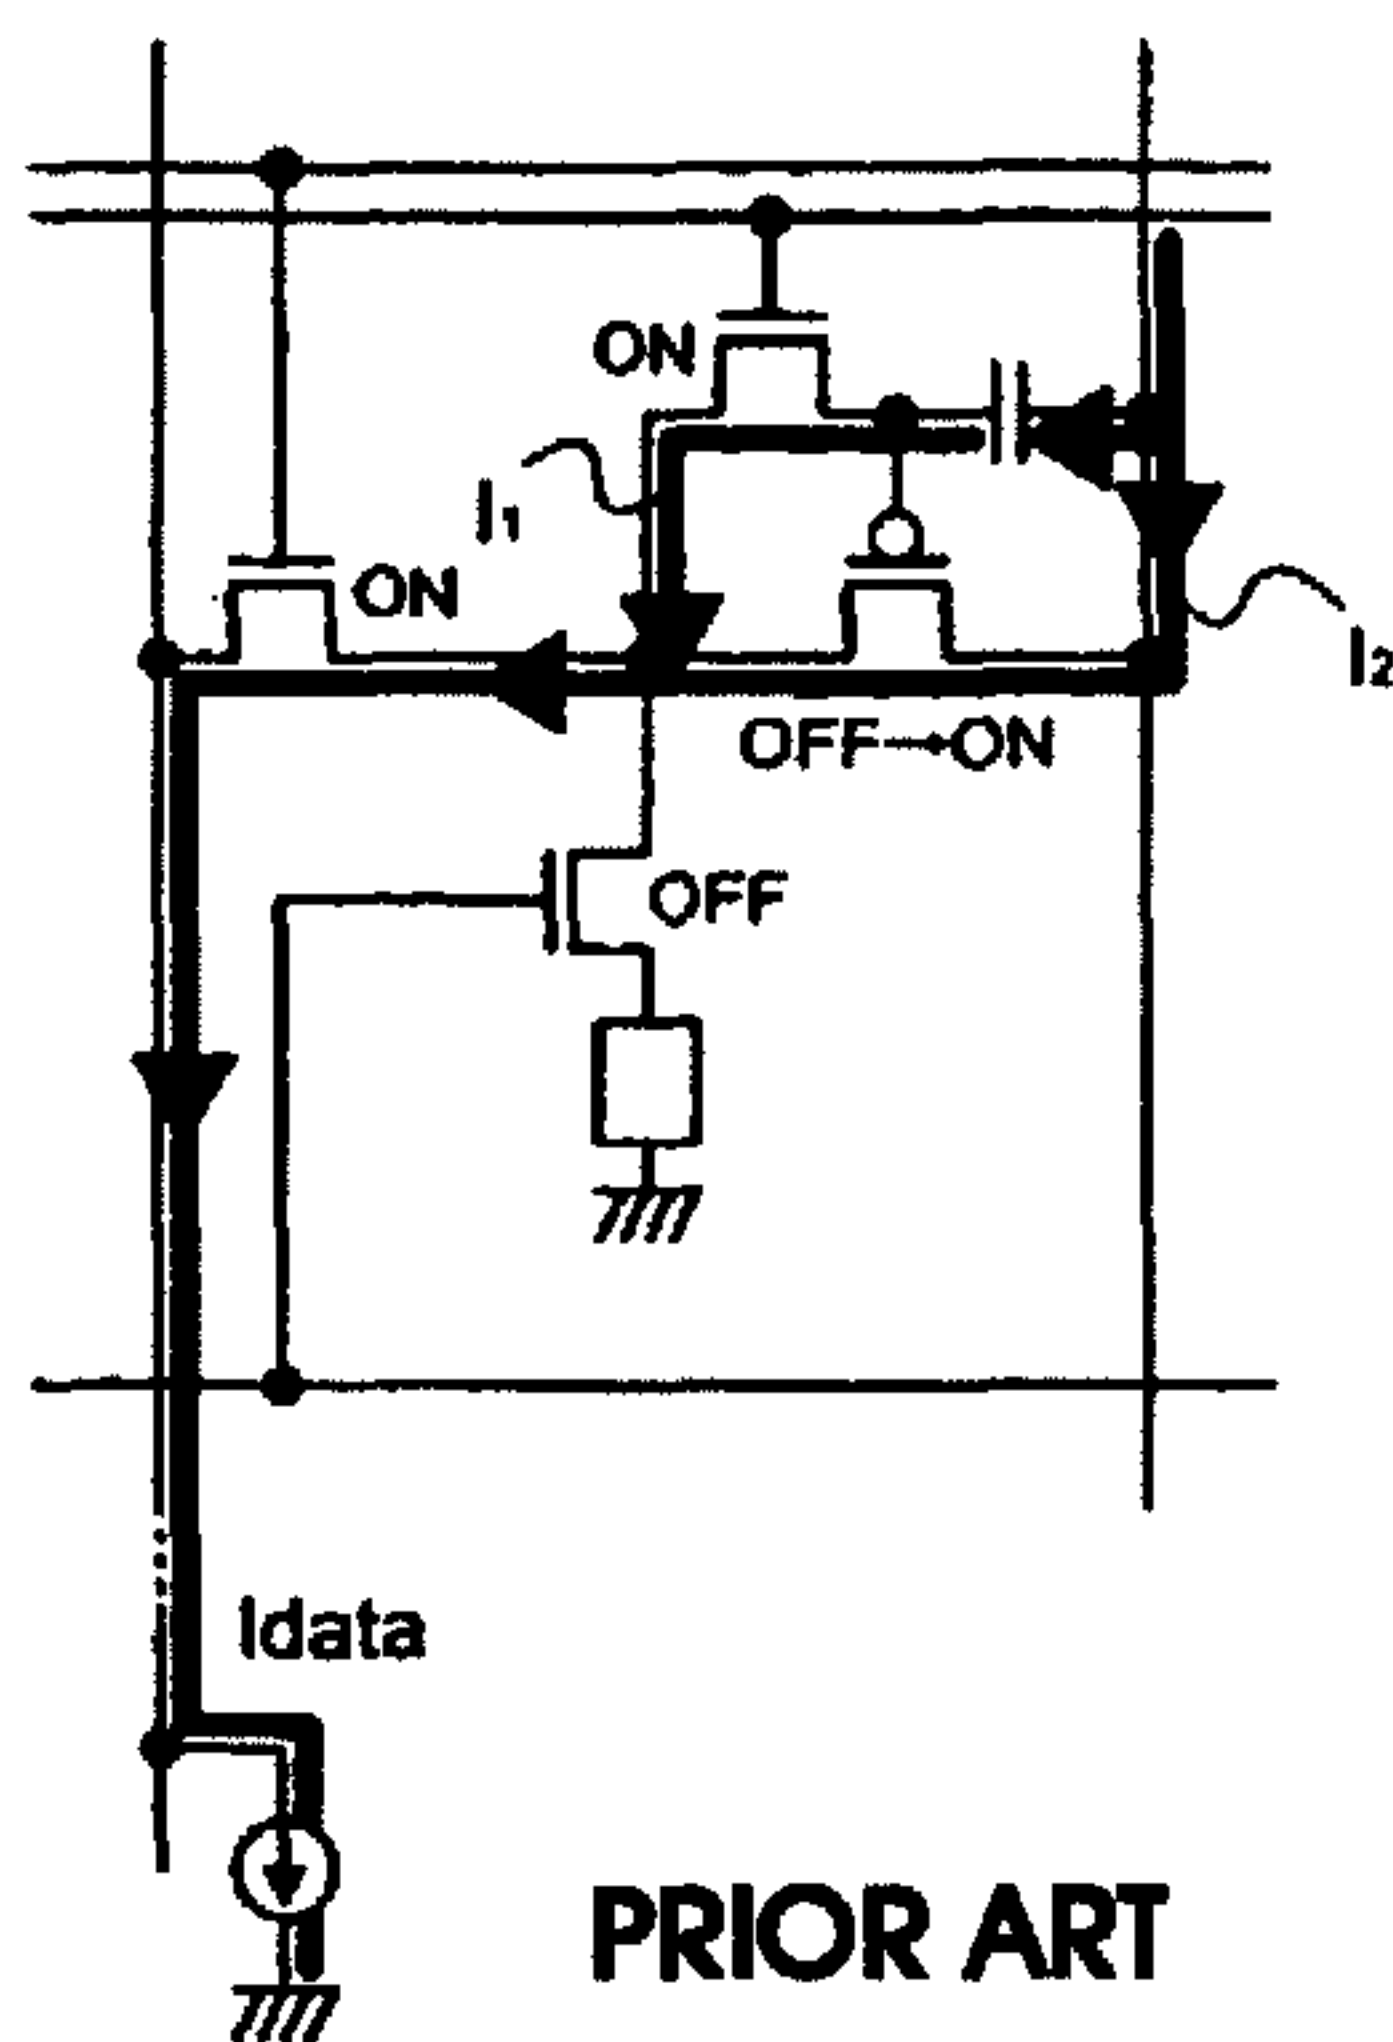 ON
I₁
ON
I₂
OFF→ON
OFF
Idata
PRIOR ART